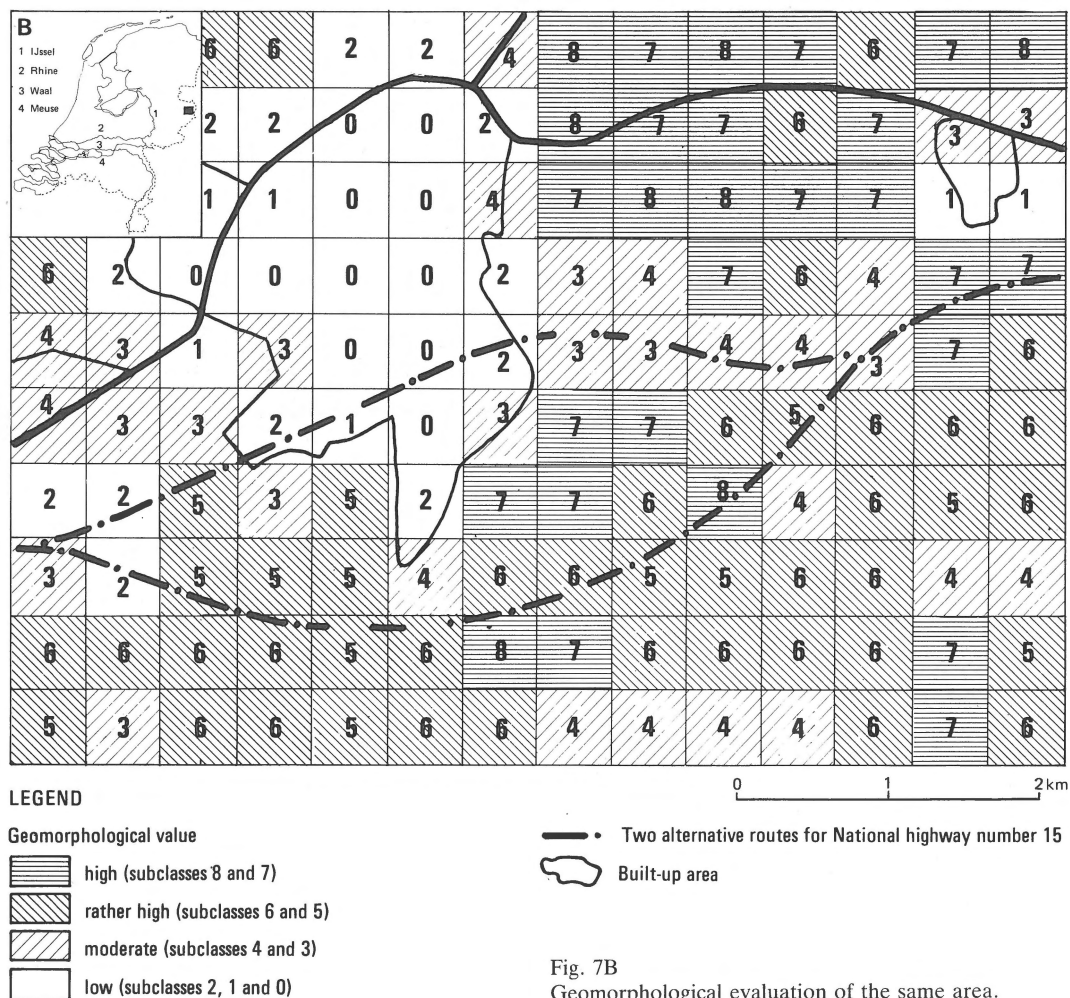 B
1 IJssel
2 Rhine
3 Waal
4 Meuse
1
2
3
4
6 6 2 2 4 8 7 8 7 6 7 8
2 2 0 0 2 8 7 7 6 7 3 3
1 1 0 0 4 7 8 8 7 7 1 1
6 2 0 0 0 0 2 3 4 7 6 4 7 7
4 3 1 3 0 0 2 3 3 4 4 3 7 6
4 3 3 2 1 0 3 7 7 6 5 6 6 6
2 2 5 3 5 2 7 7 6 8 4 6 5 6
3 2 5 5 5 4 6 6 5 5 6 6 4 4
6 6 6 6 5 6 8 7 6 6 6 6 7 5
5 3 6 6 5 6 6 4 4 4 4 6 7 6
0 1 2 km
LEGEND
Geomorphological value
high (subclasses 8 and 7)
rather high (subclasses 6 and 5)
moderate (subclasses 4 and 3)
low (subclasses 2, 1 and 0)
Two alternative routes for National highway number 15
Built-up area
Fig. 7B
Geomorphological evaluation of the same area.